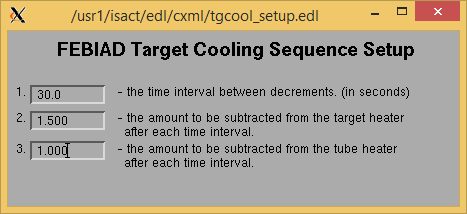 /usr1/isact/edl/cxml/tgcool_setup.edl
FEBIAD Target Cooling Sequence Setup
1. 30.0 - the time interval between decrements. (in seconds)
2. 1.500 - the amount to be subtracted from the target heater
after each time interval.
3. 1.000 - the amount to be subtracted from the tube heater
after each time interval.